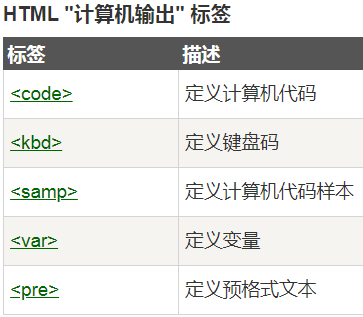 HTML "计算机输出" 标签
标签 描述
<code> 定义计算机代码
<kbd> 定义键盘码
<samp> 定义计算机代码样本
<var> 定义变量
<pre> 定义预格式文本